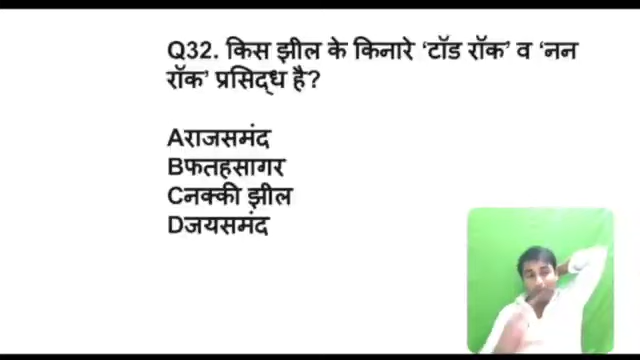 Q32. किस झील के किनारे ‘टॉड रॉक’ व ‘नन
रॉक’ प्रसिद्ध है?
Aराजसमंद
Bफतहसागर
Cनक्की झील
Dजयसमंद